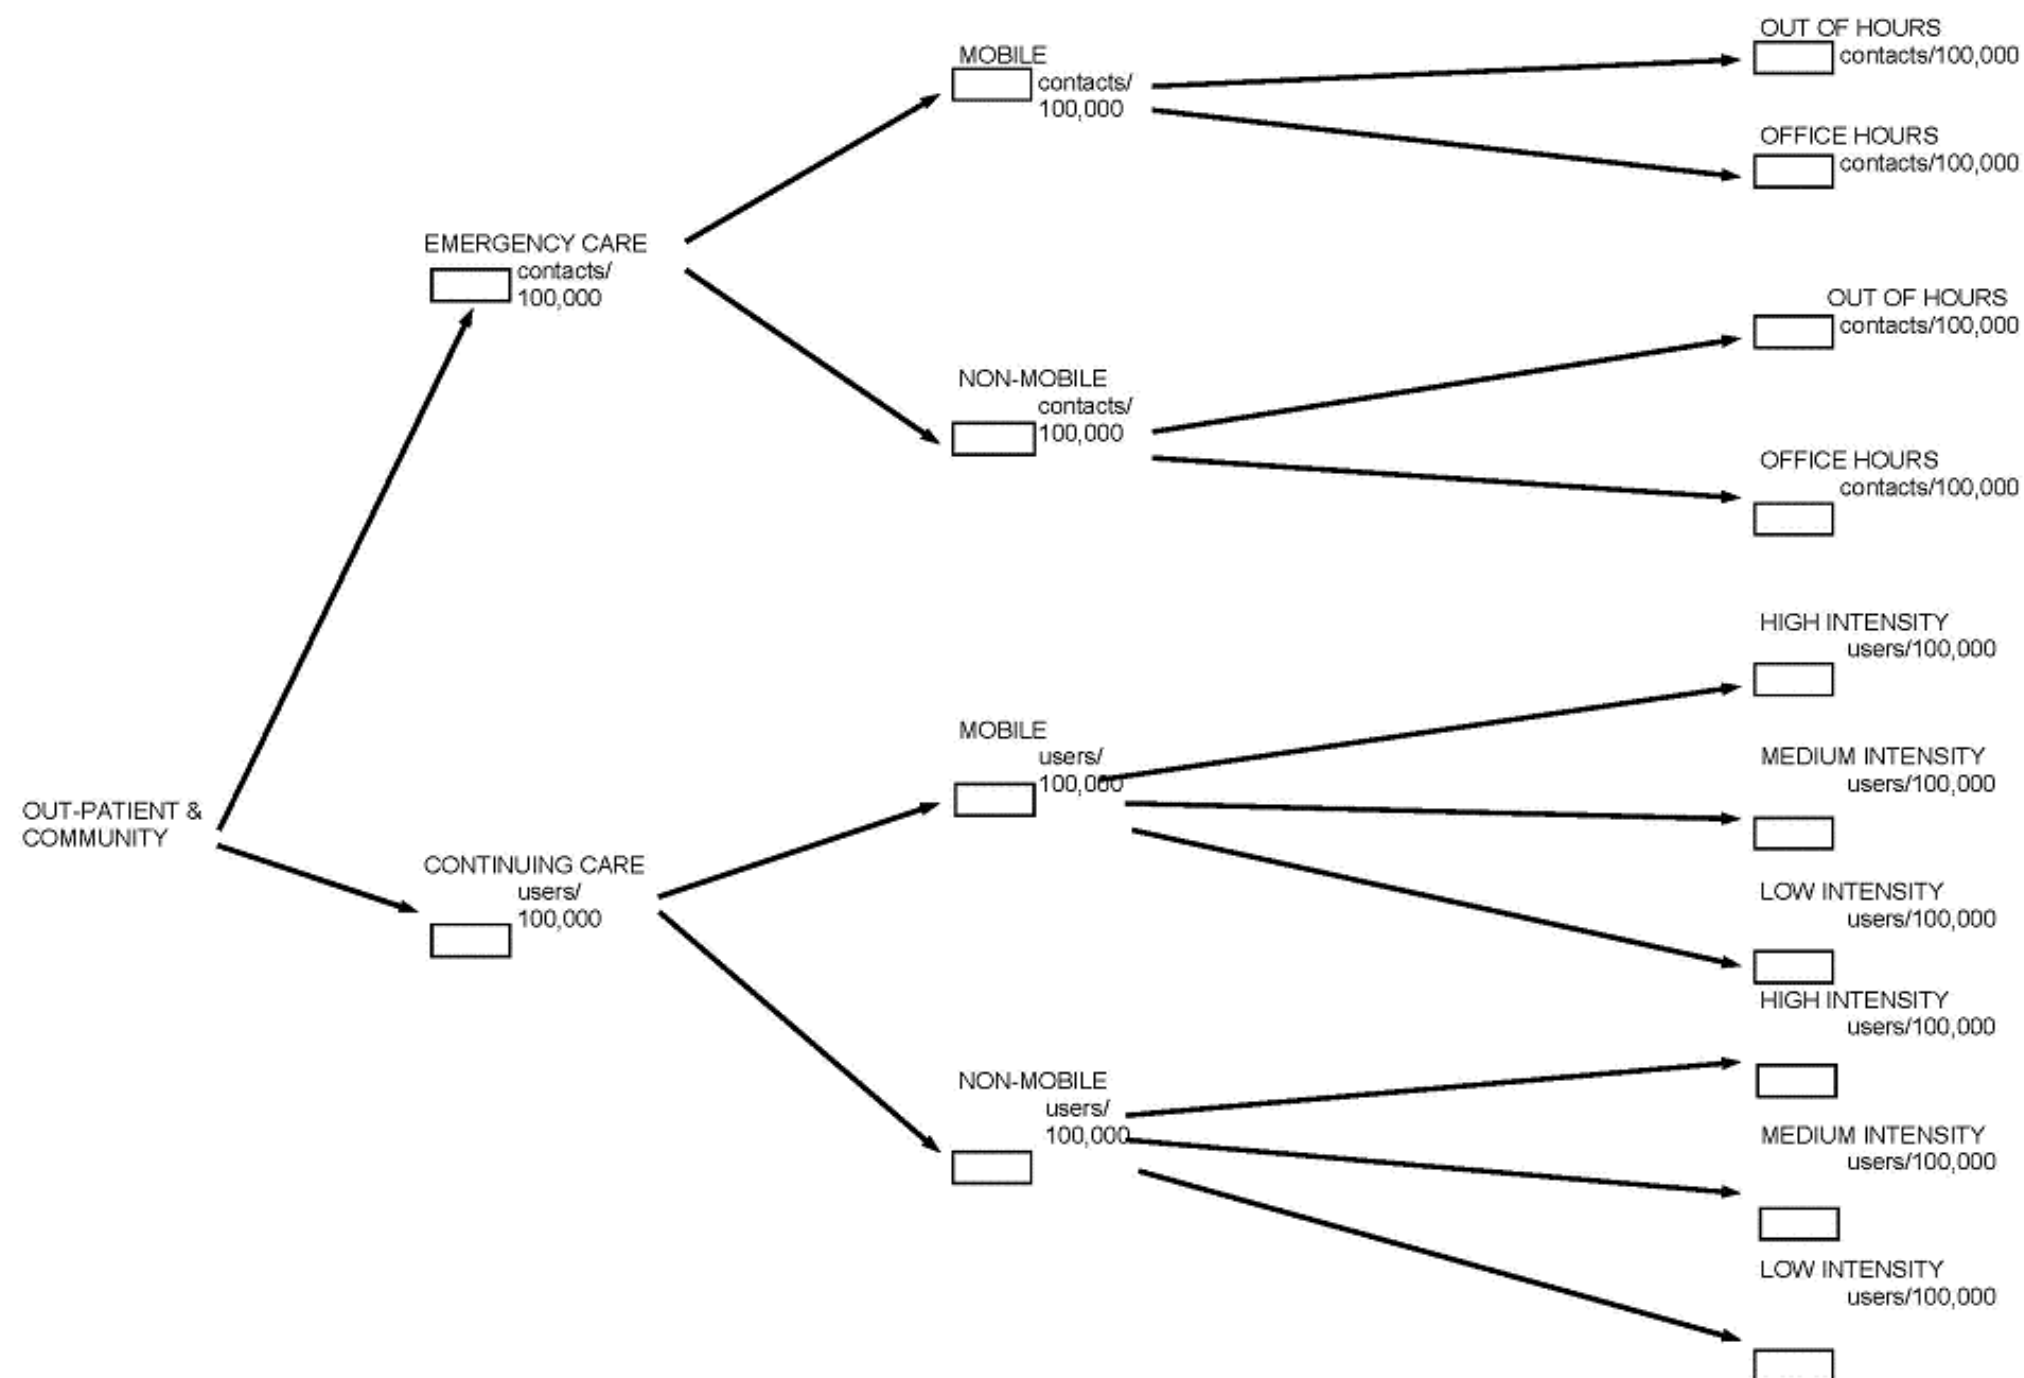 OUT-PATIENT &
COMMUNITY
EMERGENCY CARE
contacts/
100,000
MOBILE
contacts/
100,000
OUT OF HOURS
contacts/100,000
OFFICE HOURS
contacts/100,000
NON-MOBILE
contacts/
100,000
OUT OF HOURS
contacts/100,000
OFFICE HOURS
contacts/100,000
CONTINUING CARE
users/
100,000
MOBILE
users/
100,000
HIGH INTENSITY
users/100,000
MEDIUM INTENSITY
users/100,000
LOW INTENSITY
users/100,000
NON-MOBILE
users/
100,000
HIGH INTENSITY
users/100,000
MEDIUM INTENSITY
users/100,000
LOW INTENSITY
users/100,000